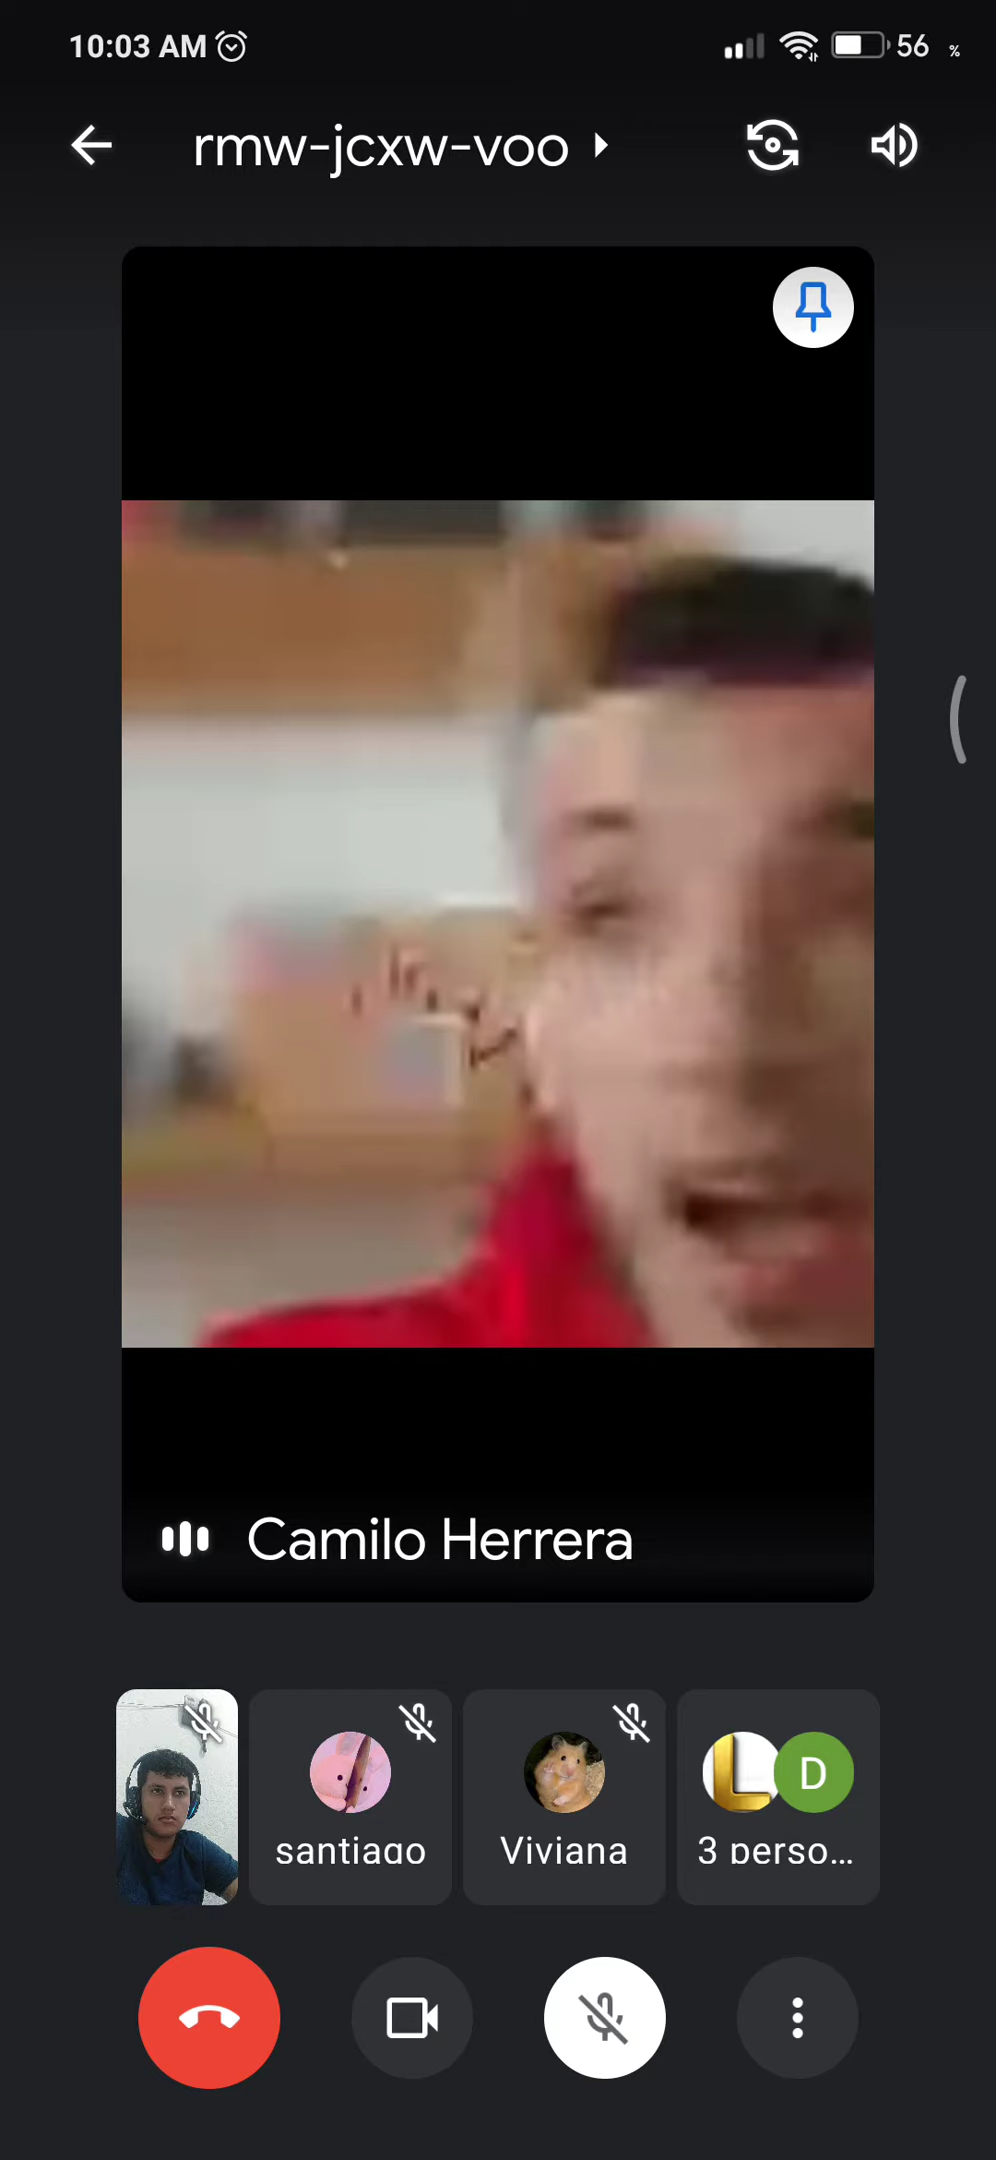 10:03 AM
56 %
rmw-jcxw-voo
Camilo Herrera
santiago
Viviana
3 perso...
L
D